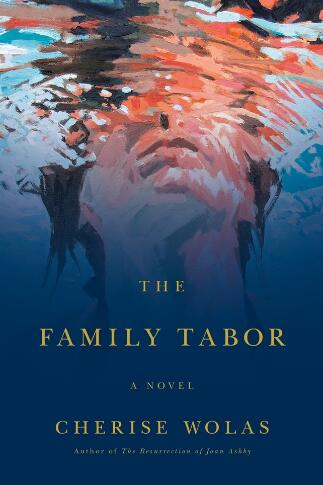 THE
FAMILY TABOR
A NOVEL
CHERISE WOLAS
Author of The Resurrection of Joan Ashby